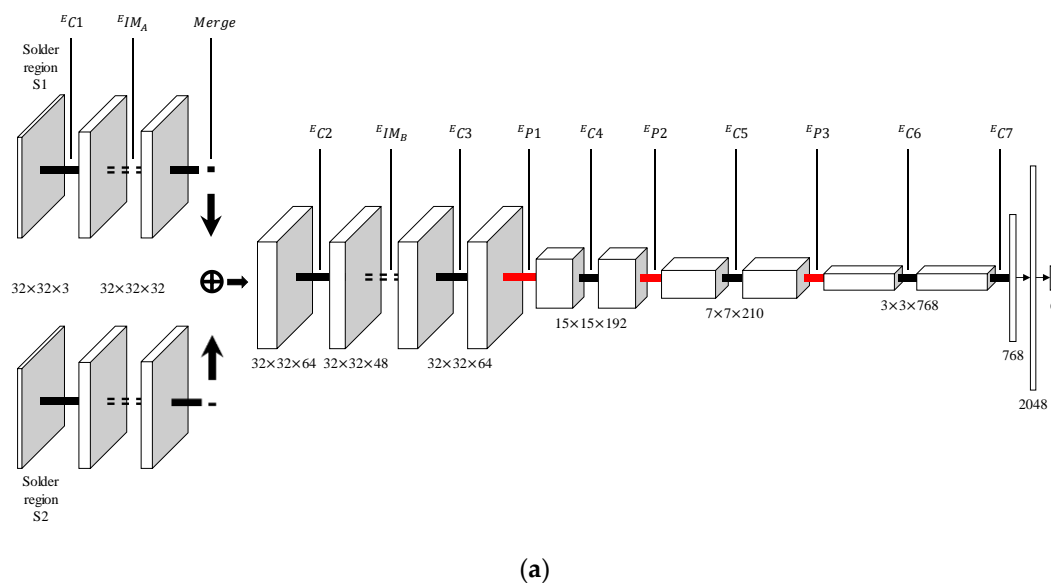 ᴱC1
ᴱIM_A
Merge
Solder
region
S1
ᴱC2
ᴱIM_B
ᴱC3
ᴱP1
ᴱC4
ᴱP2
ᴱC5
ᴱP3
ᴱC6
ᴱC7
32×32×3
32×32×32
32×32×64
32×32×48
32×32×64
15×15×192
7×7×210
3×3×768
768
2048
Solder
region
S2
(a)